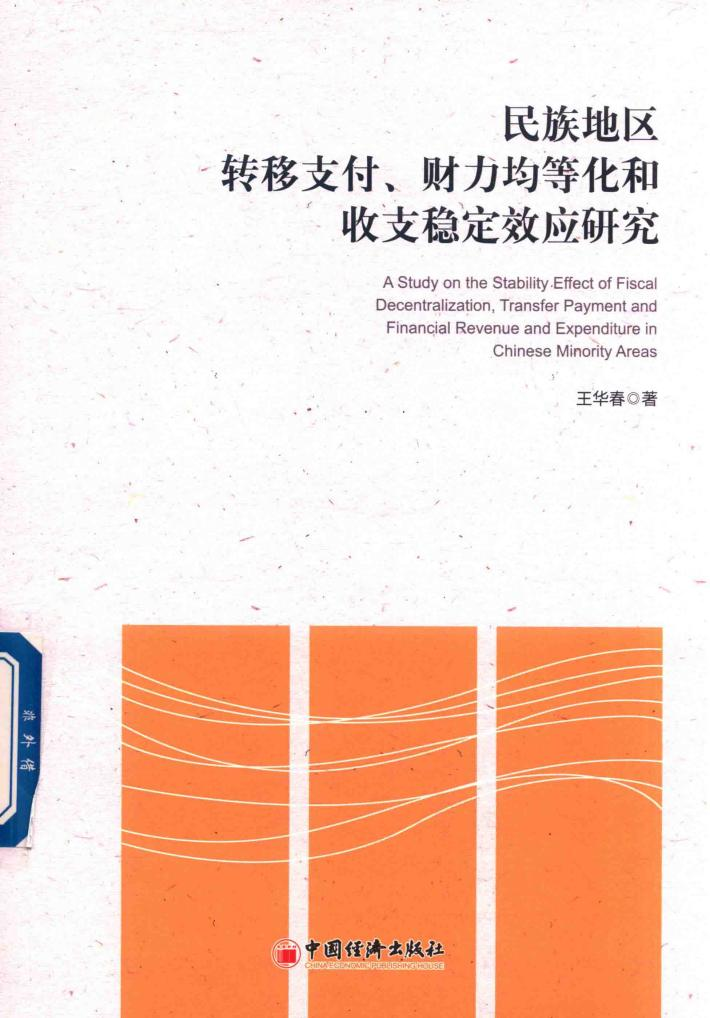 民族地区
转移支付、财力均等化和
收支稳定效应研究
A Study on the Stability Effect of Fiscal
Decentralization, Transfer Payment and
Financial Revenue and Expenditure in
Chinese Minority Areas
王华春◎著
中国经济出版社
CHINA ECONOMIC PUBLISHING HOUSE